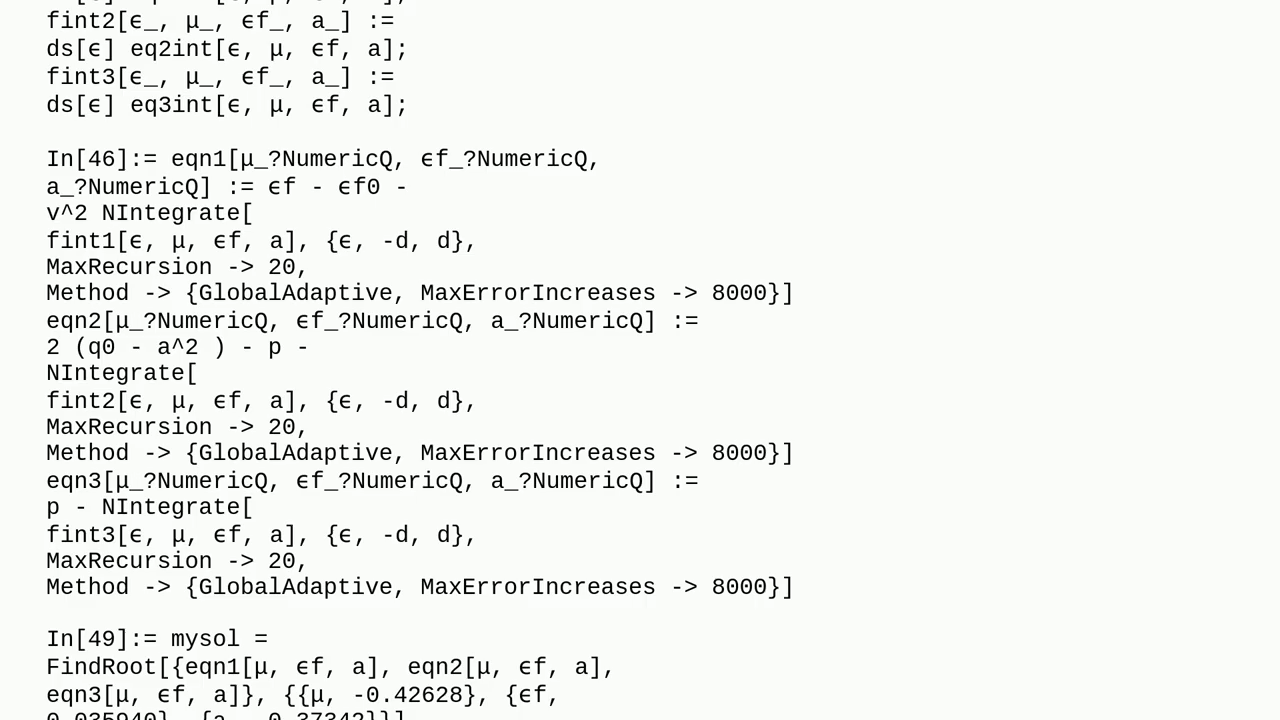 fint2[ϵ_, μ_, ϵf_, a_] :=
ds[ϵ] eq2int[ϵ, μ, ϵf, a];
fint3[ϵ_, μ_, ϵf_, a_] :=
ds[ϵ] eq3int[ϵ, μ, ϵf, a];
In[46]:= eqn1[μ_?NumericQ, ϵf_?NumericQ,
a_?NumericQ] := ϵf - ϵf0 -
v^2 NIntegrate[
fint1[ϵ, μ, ϵf, a], {ϵ, -d, d},
MaxRecursion -> 20,
Method -> {GlobalAdaptive, MaxErrorIncreases -> 8000}]
eqn2[μ_?NumericQ, ϵf_?NumericQ, a_?NumericQ] :=
2 (q0 - a^2 ) - p -
NIntegrate[
fint2[ϵ, μ, ϵf, a], {ϵ, -d, d},
MaxRecursion -> 20,
Method -> {GlobalAdaptive, MaxErrorIncreases -> 8000}]
eqn3[μ_?NumericQ, ϵf_?NumericQ, a_?NumericQ] :=
p - NIntegrate[
fint3[ϵ, μ, ϵf, a], {ϵ, -d, d},
MaxRecursion -> 20,
Method -> {GlobalAdaptive, MaxErrorIncreases -> 8000}]
In[49]:= mysol =
FindRoot[{eqn1[μ, ϵf, a], eqn2[μ, ϵf, a],
eqn3[μ, ϵf, a]}, {{μ, -0.42628}, {ϵf,